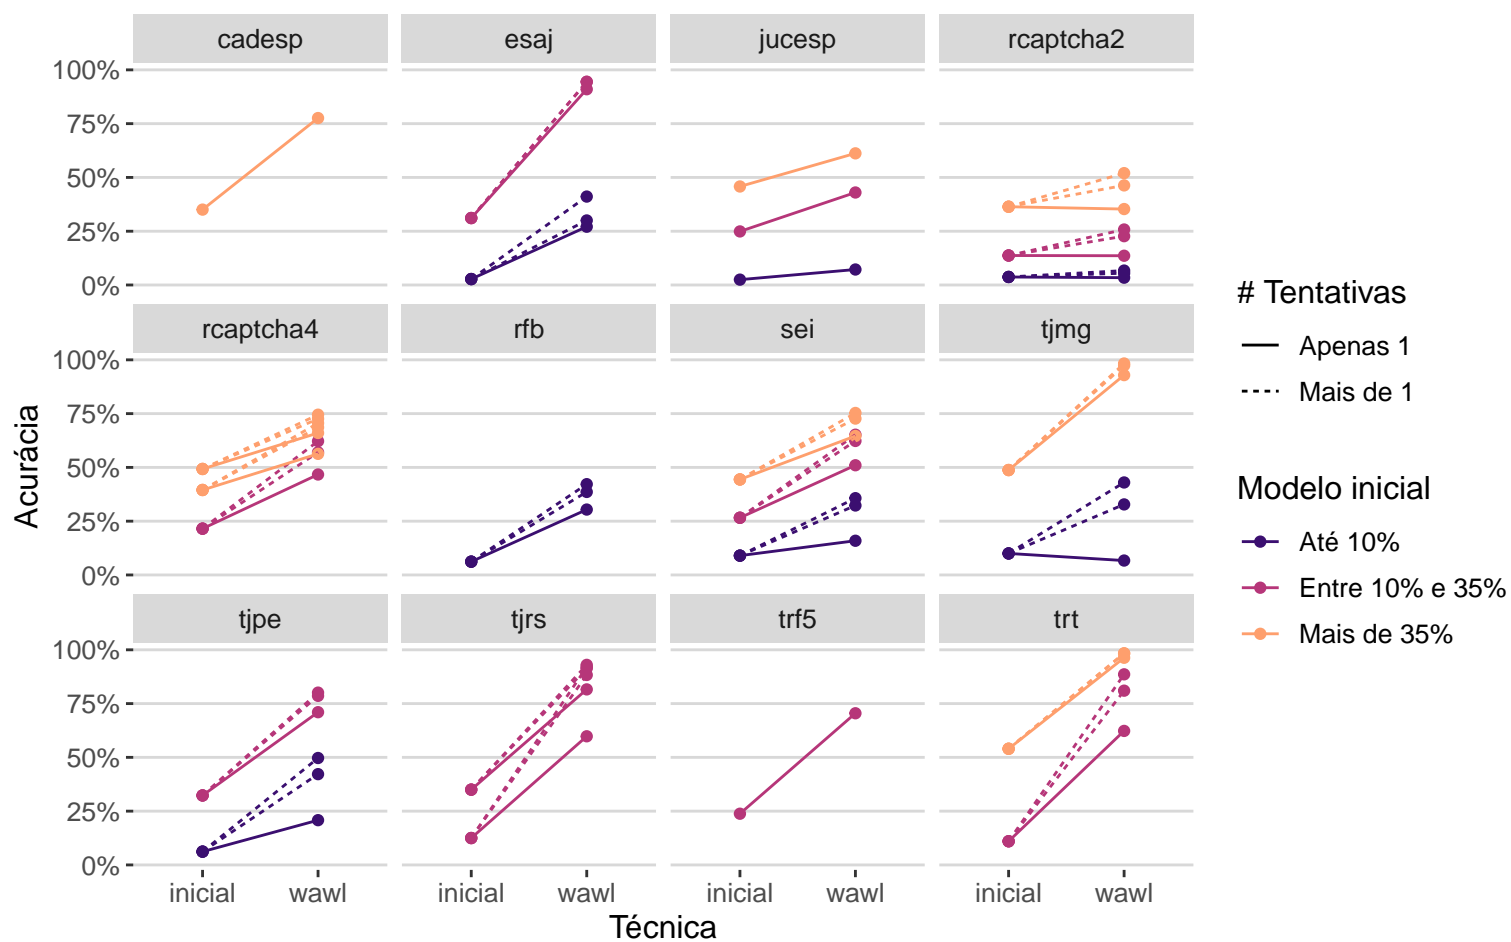 cadesp esaj jucesp rcaptcha2
100%
75%
50%
25%
0%
rcaptcha4 rfb sei tjmg
100%
75%
50%
25%
0%
tjpe tjrs trf5 trt
100%
75%
50%
25%
0%
inicial wawl inicial wawl inicial wawl inicial wawl
Técnica
Acurácia
# Tentativas
Apenas 1
Mais de 1
Modelo inicial
Até 10%
Entre 10% e 35%
Mais de 35%